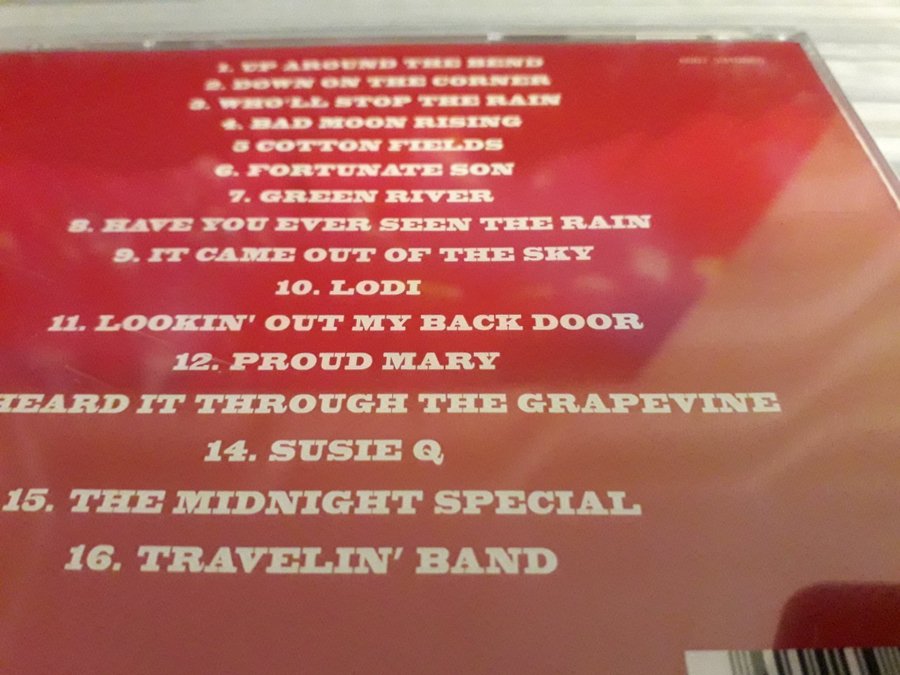 1. UP AROUND THE BEND
2. DOWN ON THE CORNER
3. WHO'LL STOP THE RAIN
4. BAD MOON RISING
5 COTTON FIELDS
6. FORTUNATE SON
7. GREEN RIVER
8. HAVE YOU EVER SEEN THE RAIN
9. IT CAME OUT OF THE SKY
10. LODI
11. LOOKIN' OUT MY BACK DOOR
12. PROUD MARY
HEARD IT THROUGH THE GRAPEVINE
14. SUSIE Q
15. THE MIDNIGHT SPECIAL
16. TRAVELIN' BAND